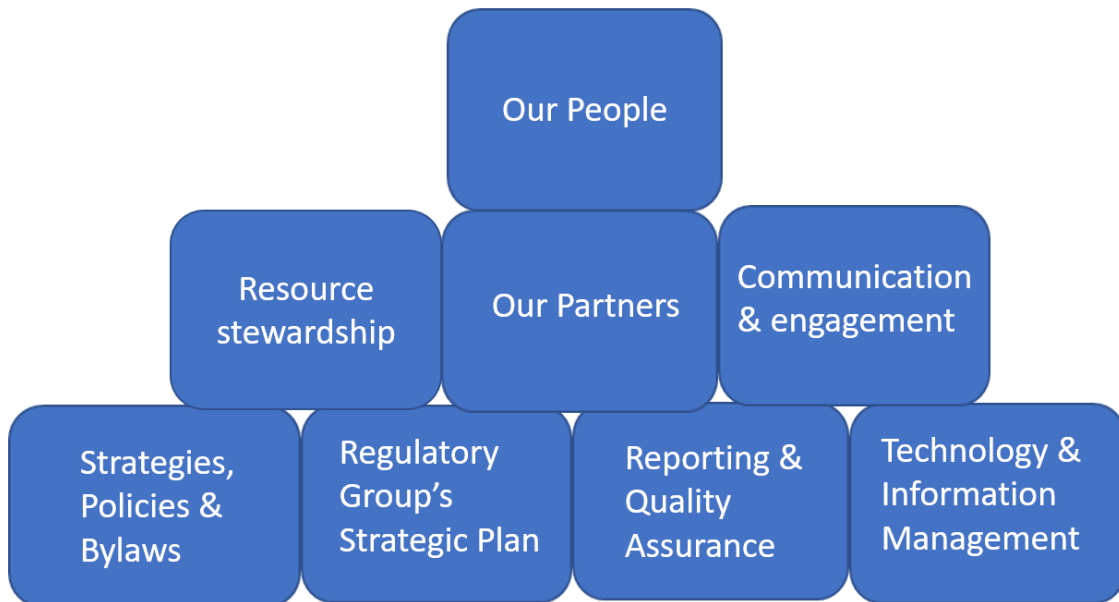 Our People
Resource
stewardship
Our Partners
Communication
& engagement
Strategies,
Policies &
Bylaws
Regulatory
Group’s
Strategic Plan
Reporting &
Quality
Assurance
Technology &
Information
Management